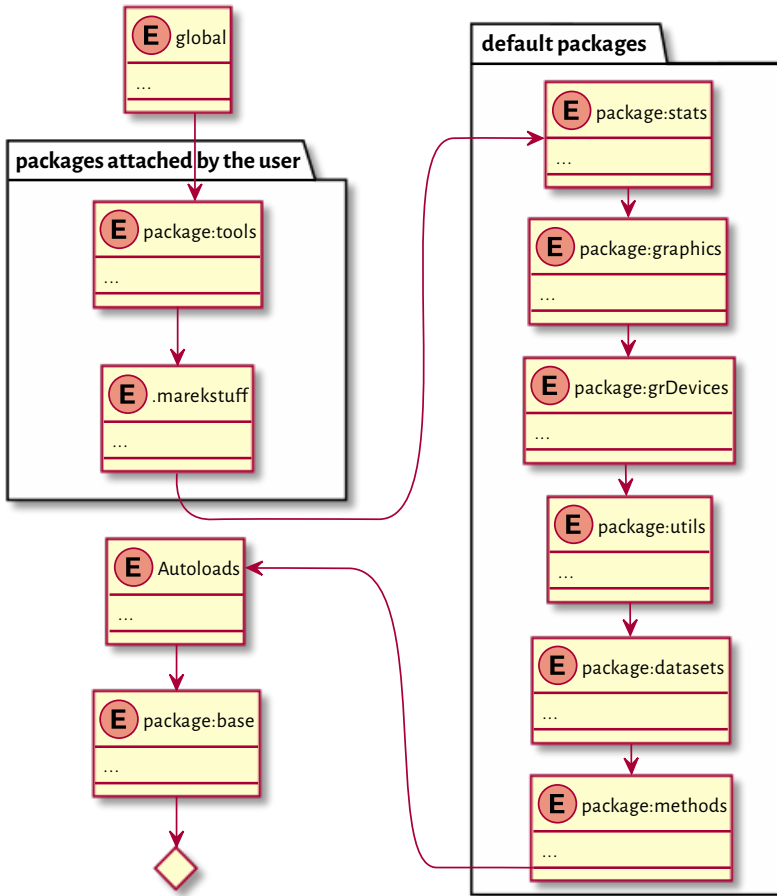 E global
...
packages attached by the user
E package:tools
...
E .marekstuff
...
default packages
E package:stats
...
E package:graphics
...
E package:grDevices
...
E package:utils
...
E package:datasets
...
E package:methods
...
E Autoloads
...
E package:base
...